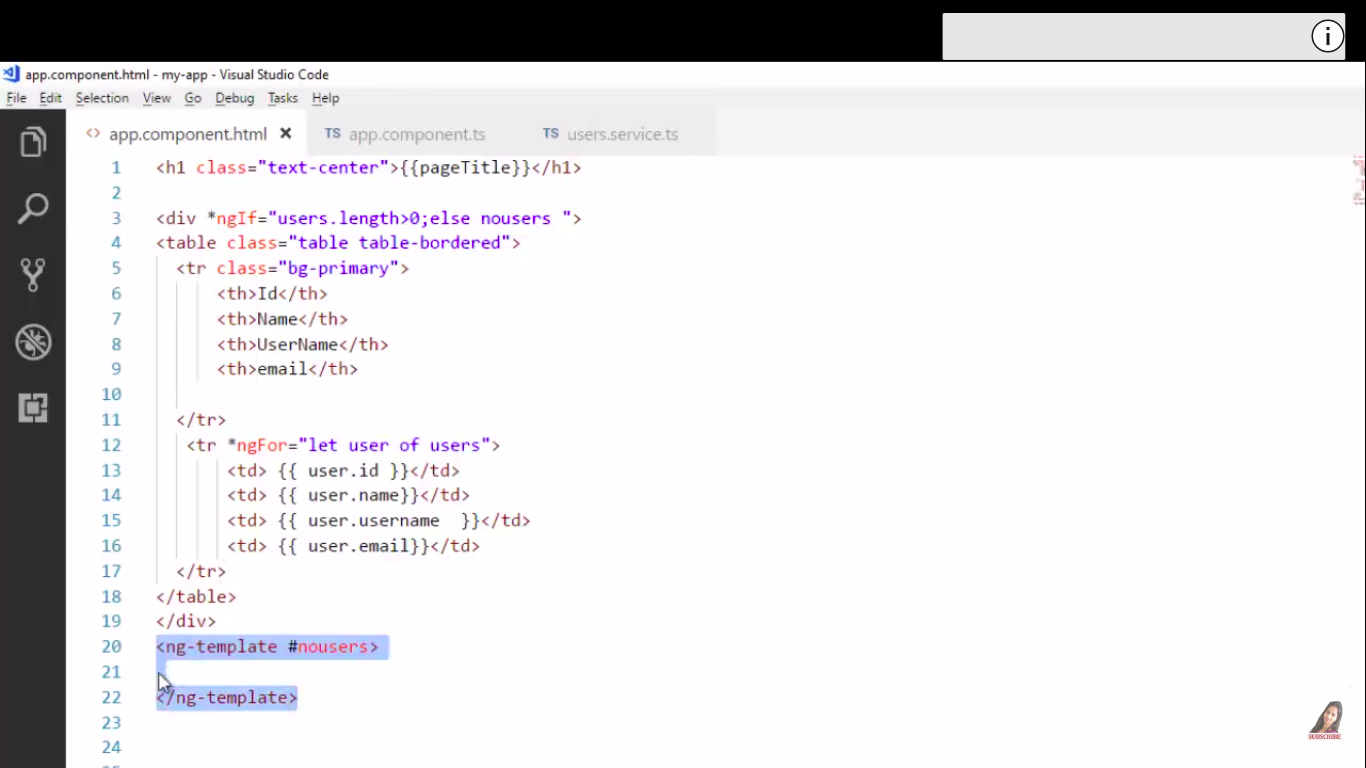 app.component.html - my-app - Visual Studio Code
File Edit Selection View Go Debug Tasks Help
<> app.component.html × TS app.component.ts TS users.service.ts
1 <h1 class="text-center">{{pageTitle}}</h1>
2
3 <div *ngIf="users.length>0;else nousers ">
4 <table class="table table-bordered">
5 <tr class="bg-primary">
6 <th>Id</th>
7 <th>Name</th>
8 <th>UserName</th>
9 <th>email</th>
10
11 </tr>
12 <tr *ngFor="let user of users">
13 <td> {{ user.id }}</td>
14 <td> {{ user.name}}</td>
15 <td> {{ user.username  }}</td>
16 <td> {{ user.email}}</td>
17 </tr>
18 </table>
19 </div>
20 <ng-template #nousers>
21
22 </ng-template>
23
24
SUBSCRIBE